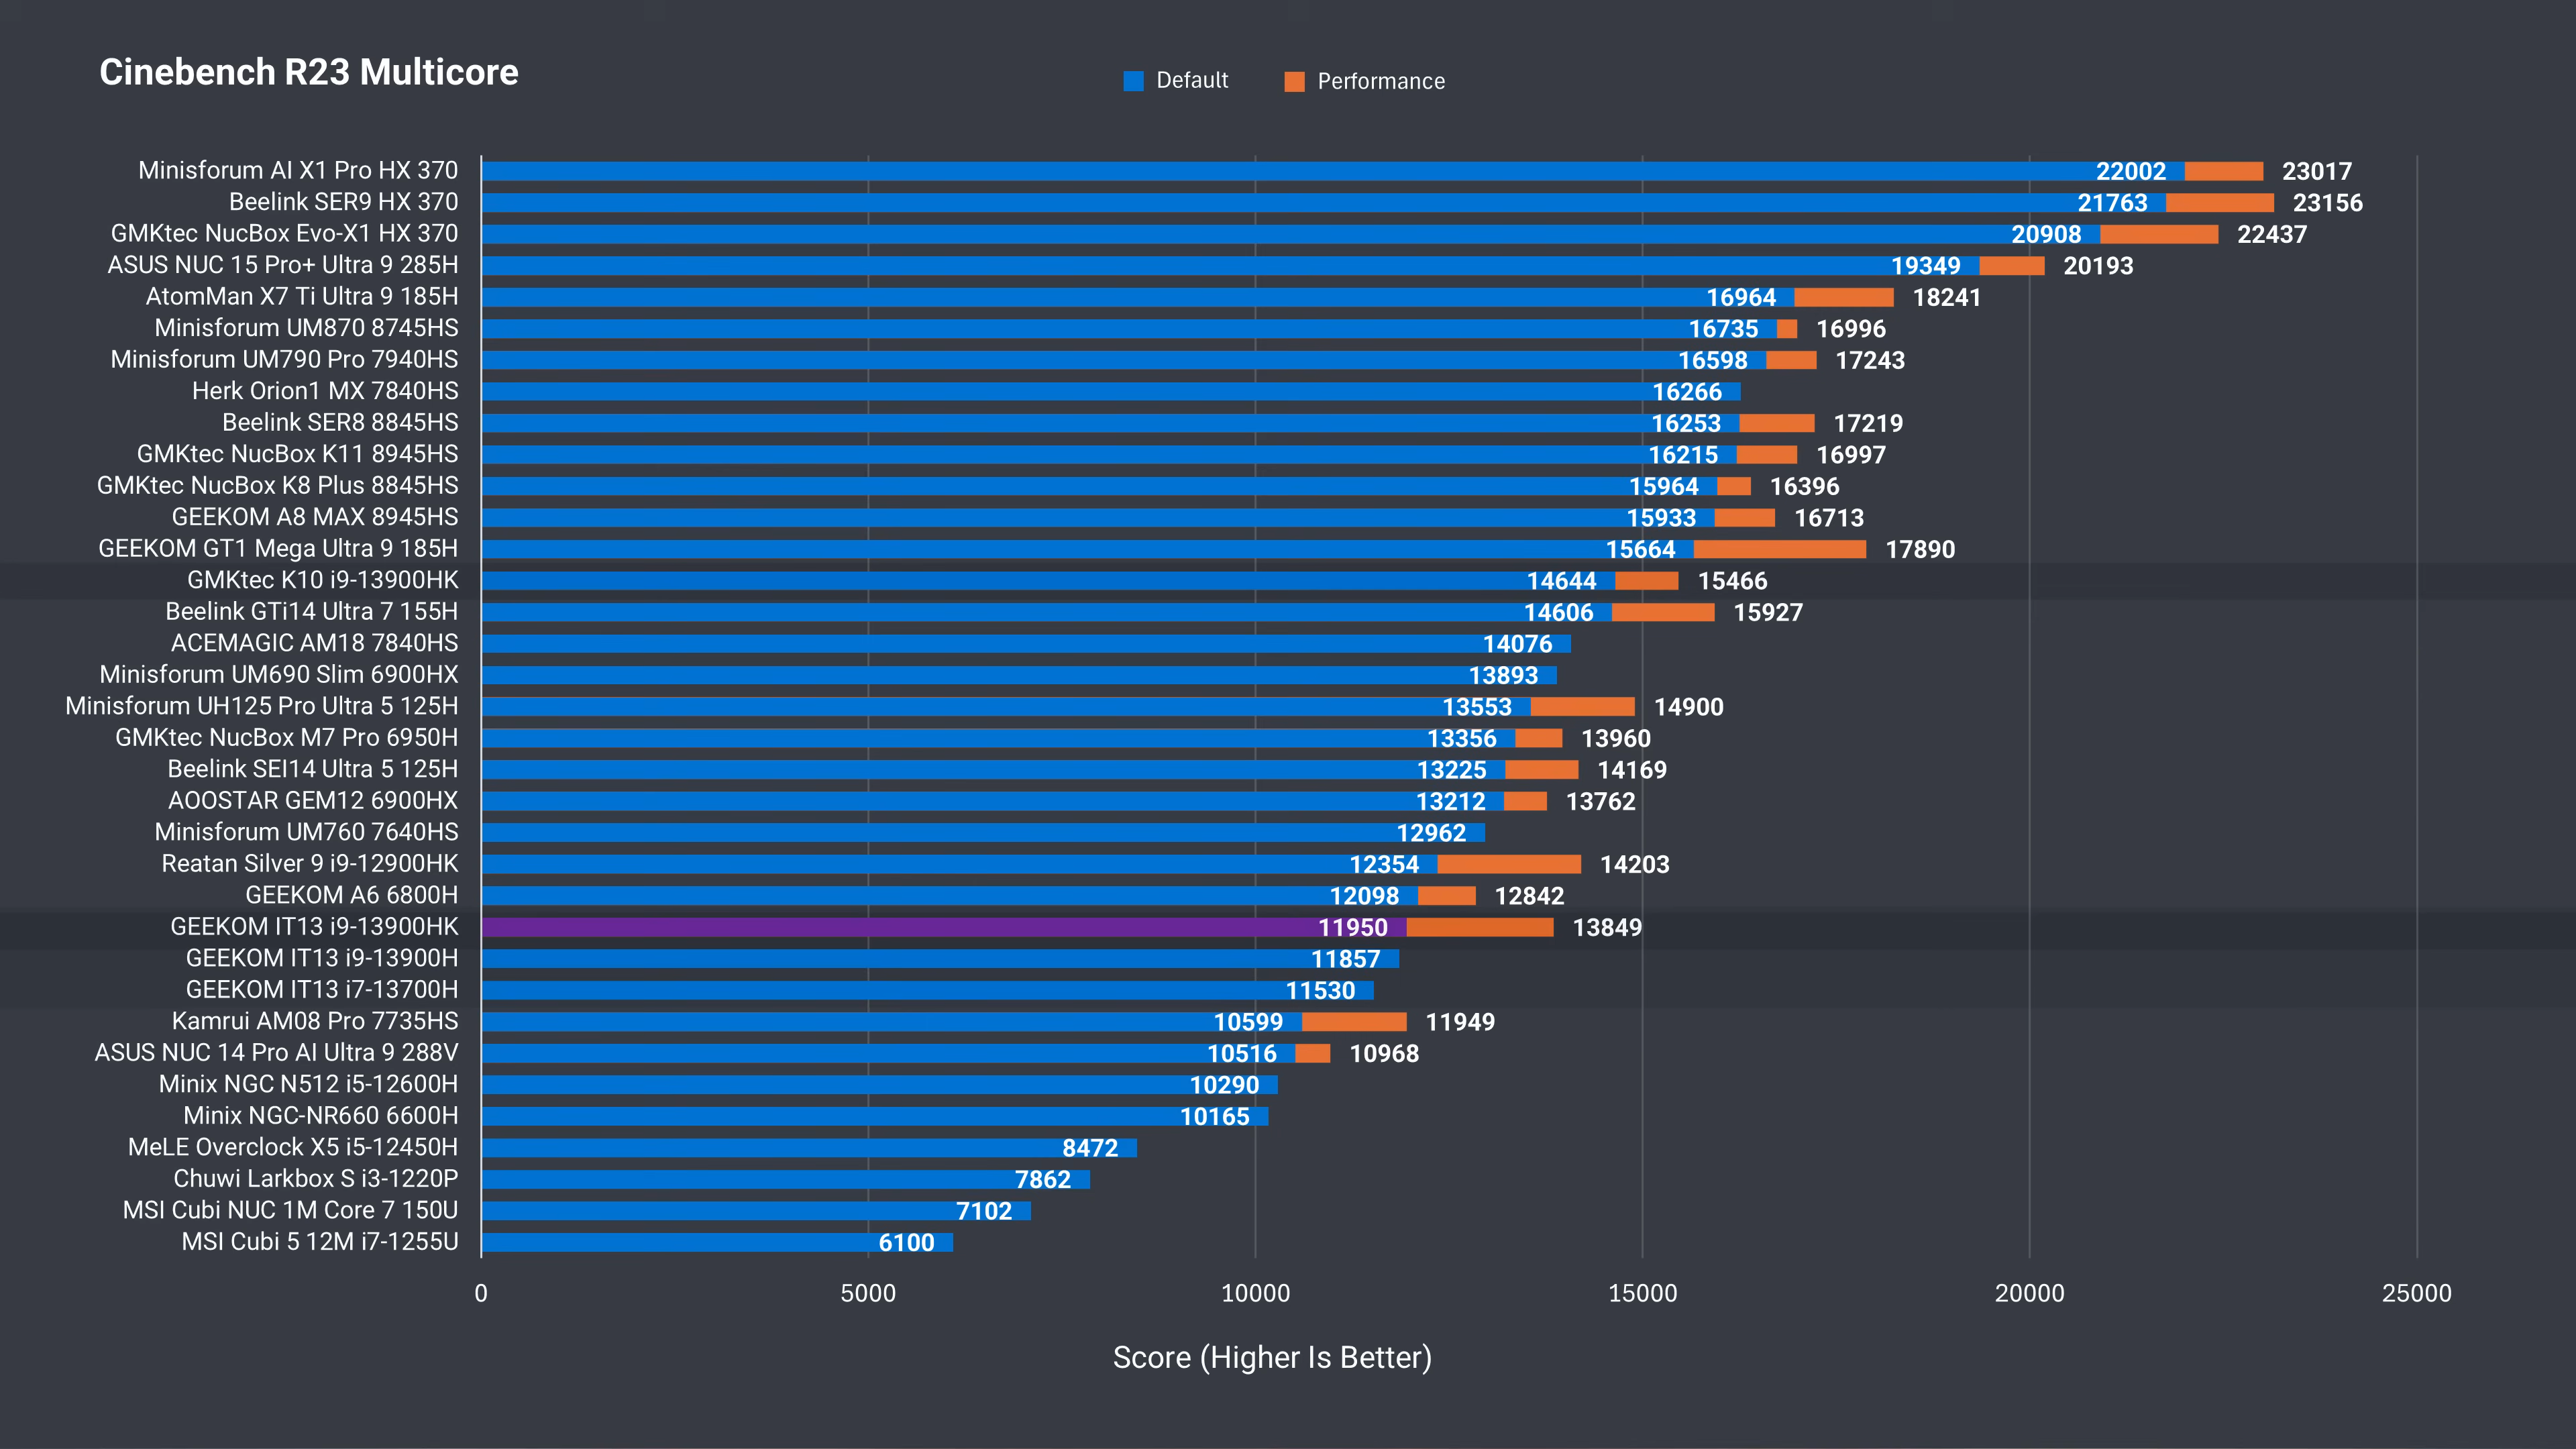 Cinebench R23 Multicore
Default Performance
Minisforum AI X1 Pro HX 370 22002 23017
Beelink SER9 HX 370 21763 23156
GMKtec NucBox Evo-X1 HX 370 20908 22437
ASUS NUC 15 Pro+ Ultra 9 285H 19349 20193
AtomMan X7 Ti Ultra 9 185H 16964 18241
Minisforum UM870 8745HS 16735 16996
Minisforum UM790 Pro 7940HS 16598 17243
Herk Orion1 MX 7840HS 16266
Beelink SER8 8845HS 16253 17219
GMKtec NucBox K11 8945HS 16215 16997
GMKtec NucBox K8 Plus 8845HS 15964 16396
GEEKOM A8 MAX 8945HS 15933 16713
GEEKOM GT1 Mega Ultra 9 185H 15664 17890
GMKtec K10 i9-13900HK 14644 15466
Beelink GTi14 Ultra 7 155H 14606 15927
ACEMAGIC AM18 7840HS 14076
Minisforum UM690 Slim 6900HX 13893
Minisforum UH125 Pro Ultra 5 125H 13553 14900
GMKtec NucBox M7 Pro 6950H 13356 13960
Beelink SEI14 Ultra 5 125H 13225 14169
AOOSTAR GEM12 6900HX 13212 13762
Minisforum UM760 7640HS 12962
Reatan Silver 9 i9-12900HK 12354 14203
GEEKOM A6 6800H 12098 12842
GEEKOM IT13 i9-13900HK 11950 13849
GEEKOM IT13 i9-13900H 11857
GEEKOM IT13 i7-13700H 11530
Kamrui AM08 Pro 7735HS 10599 11949
ASUS NUC 14 Pro AI Ultra 9 288V 10516 10968
Minix NGC N512 i5-12600H 10290
Minix NGC-NR660 6600H 10165
MeLE Overclock X5 i5-12450H 8472
Chuwi Larkbox S i3-1220P 7862
MSI Cubi NUC 1M Core 7 150U 7102
MSI Cubi 5 12M i7-1255U 6100
0 5000 10000 15000 20000 25000
Score (Higher Is Better)